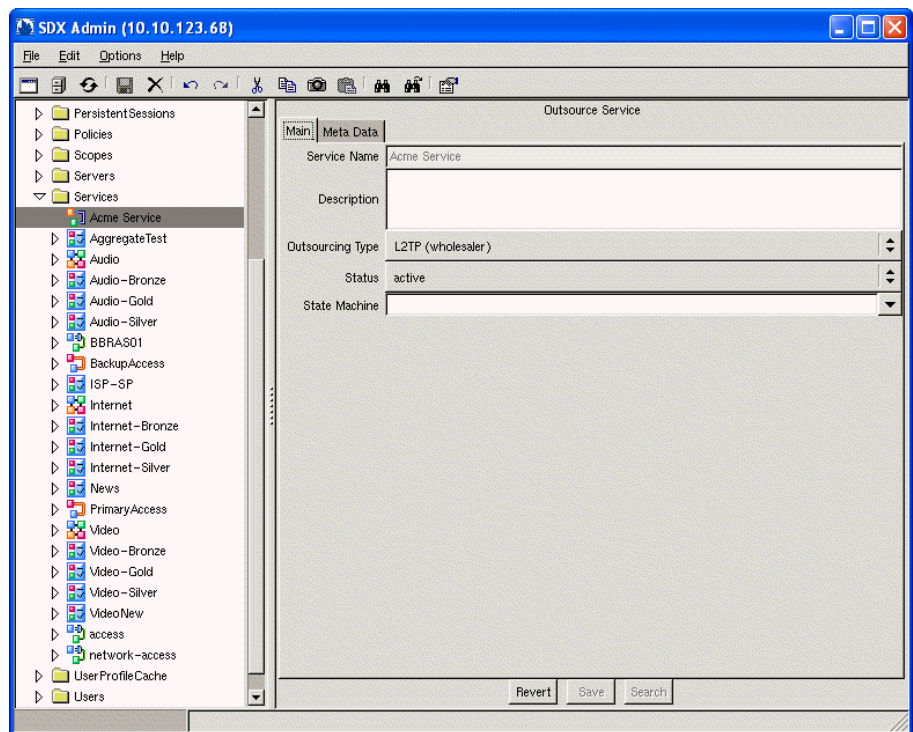 SDX Admin (10.10.123.68)
File Edit Options Help
PersistentSessions
Policies
Scopes
Servers
Services
Acme Service
AggregateTest
Audio
Audio-Bronze
Audio-Gold
Audio-Silver
BBRAS01
BackupAccess
ISP-SP
Internet
Internet-Bronze
Internet-Gold
Internet-Silver
News
PrimaryAccess
Video
Video-Bronze
Video-Gold
Video-Silver
VideoNew
access
network-access
UserProfileCache
Users
Outsource Service
Main Meta Data
Service Name Acme Service
Description
Outsourcing Type L2TP (wholesaler)
Status active
State Machine
Revert Save Search